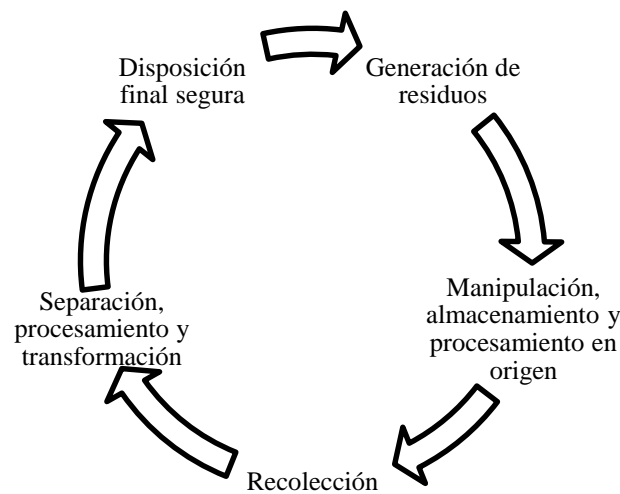 Disposición
final segura
Generación de
residuos
Manipulación,
almacenamiento y
procesamiento en
origen
Recolección
Separación,
procesamiento y
transformación